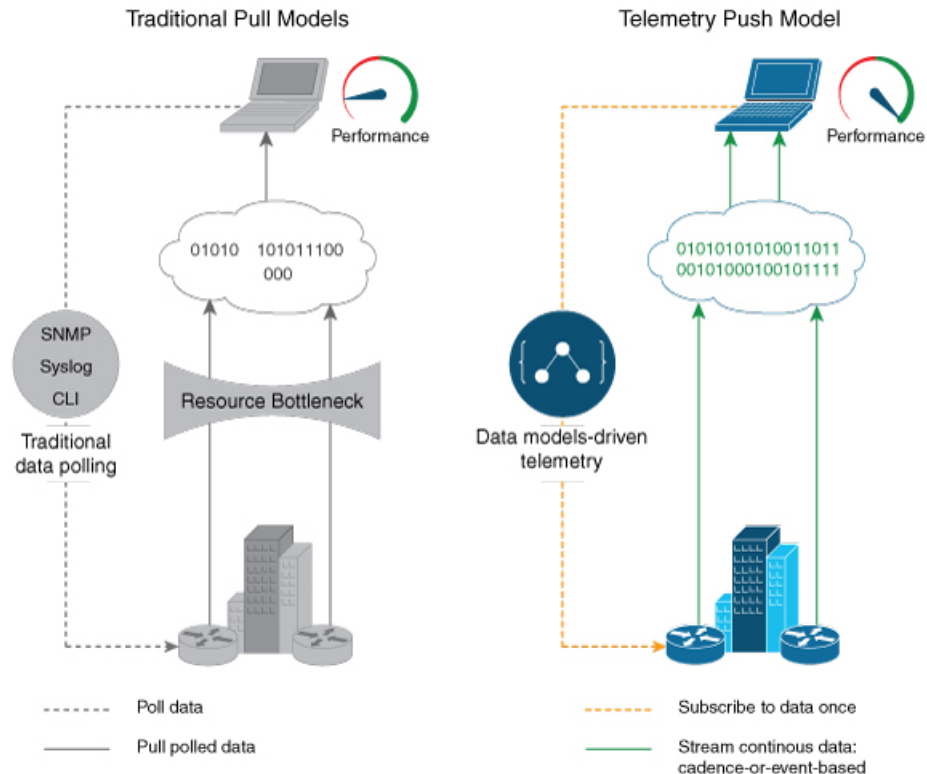 Traditional Pull Models
Performance
01010 101011100
000
SNMP
Syslog
CLI
Traditional
data polling
Resource Bottleneck
Poll data
Pull polled data
Telemetry Push Model
Performance
01010101010011011
00101000100101111
Data models-driven
telemetry
Subscribe to data once
Stream continous data:
cadence-or-event-based